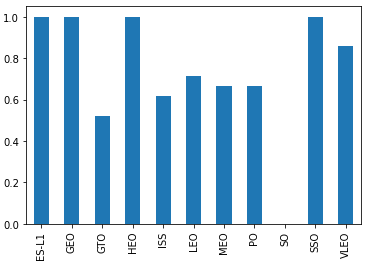 1.0
0.8
0.6
0.4
0.2
0.0
ES-L1
GEO
GTO
HEO
ISS
LEO
MEO
PO
SO
SSO
VLEO